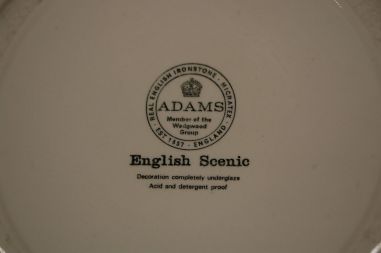 REAL ENGLISH IRONSTONE · MICRATEX
ADAMS
Member of the
Wedgwood
Group
EST 1657 · ENGLAND
English Scenic
Decoration completely underglaze
Acid and detergent proof